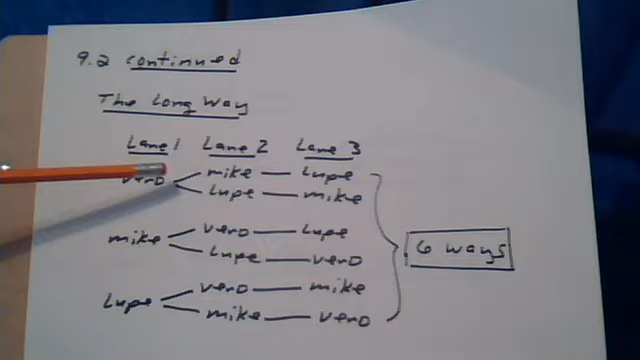 9.2 continued
The Long Way
Lane 1 Lane 2 Lane 3
vero mike lupe
lupe mike
mike vero lupe
lupe vero
lupe vero mike
mike vero
6 ways